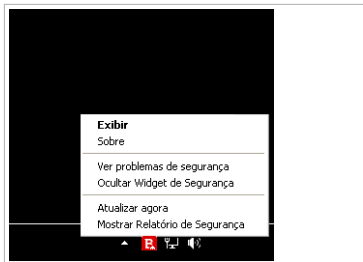 Exibir
Sobre
Ver problemas de segurança
Ocultar Widget de Segurança
Atualizar agora
Mostrar Relatório de Segurança
B